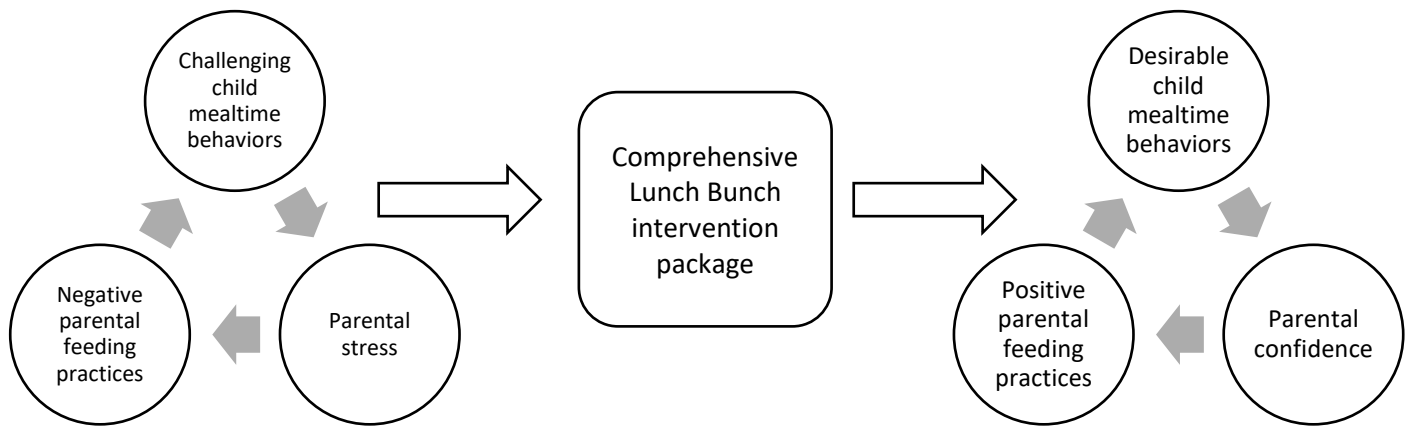 Challenging
child
mealtime
behaviors
Negative
parental
feeding
practices
Parental
stress
Comprehensive
Lunch Bunch
intervention
package
Desirable
child
mealtime
behaviors
Positive
parental
feeding
practices
Parental
confidence